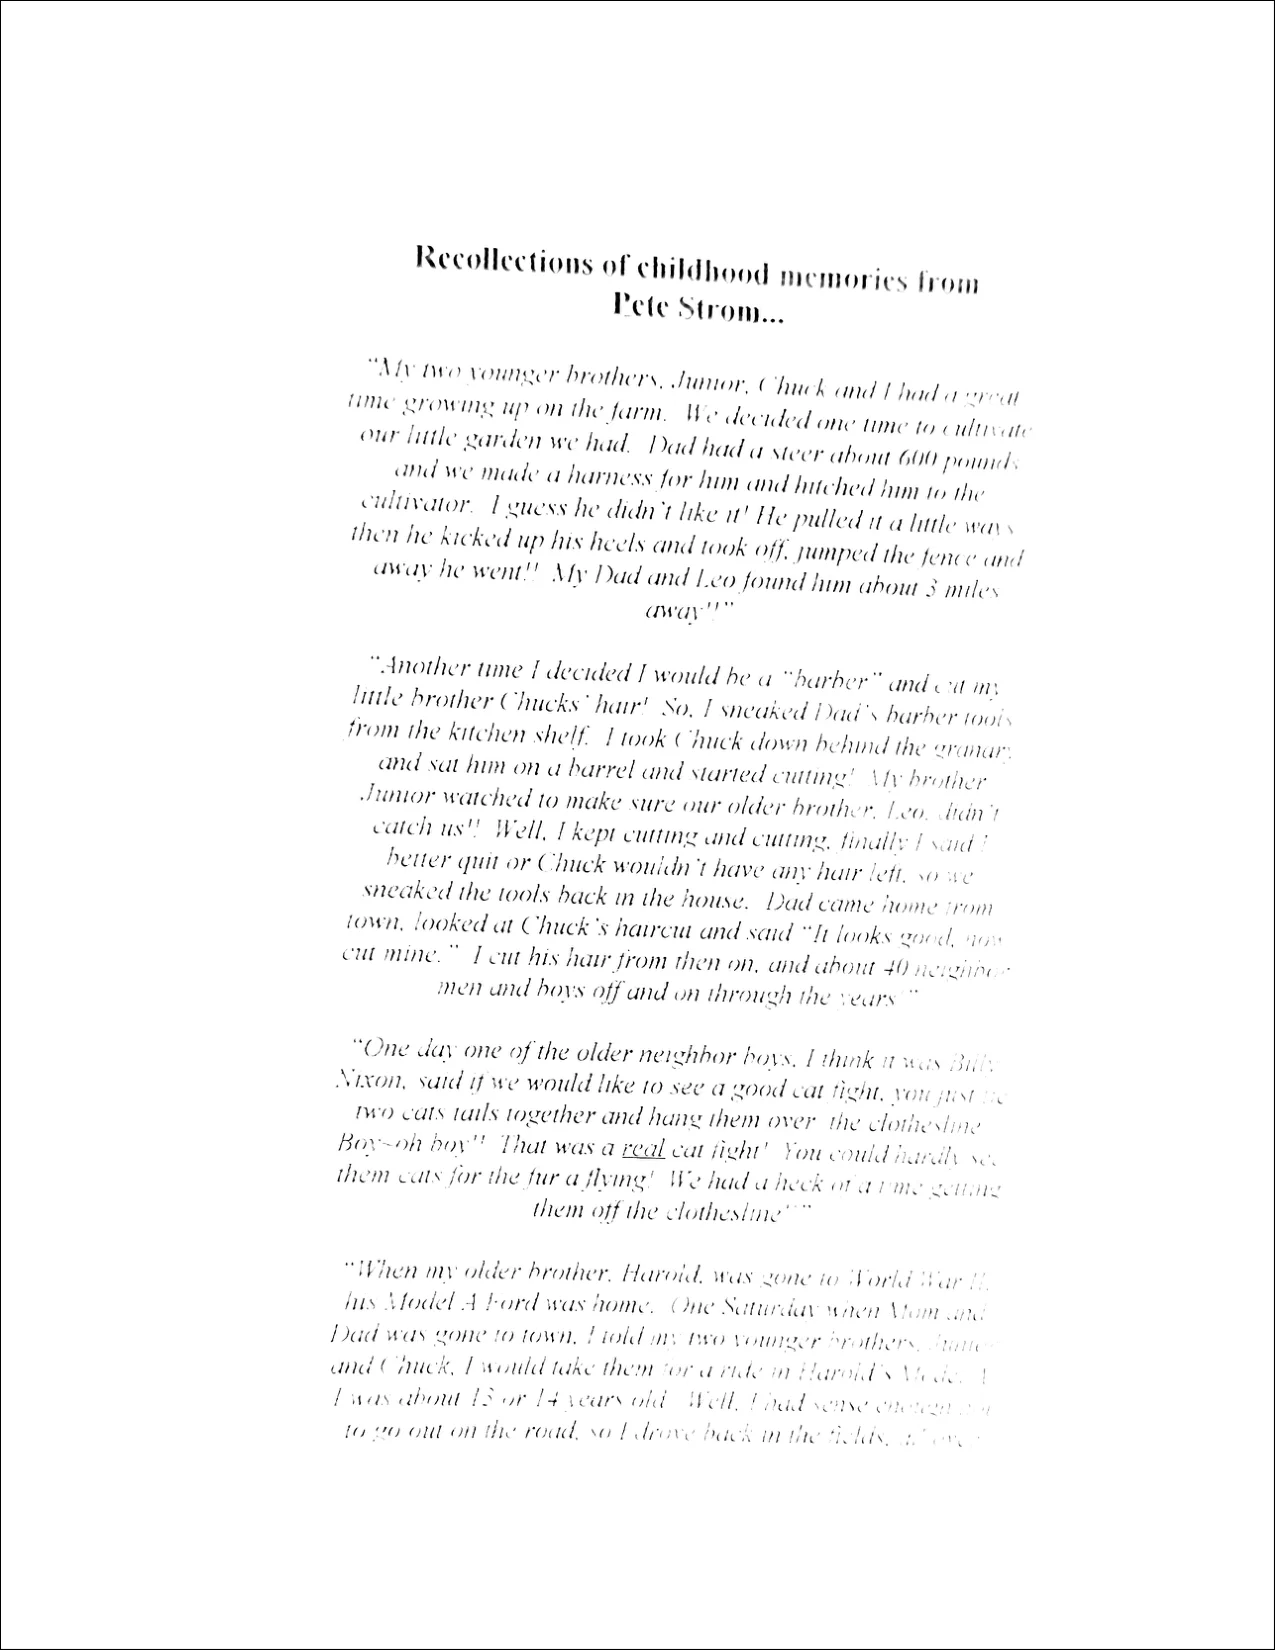 Recollections of childhood memories from
Pete Strom...
"My two younger brothers, Junior, Chuck and I had a great
time growing up on the farm. We decided one time to cultivate
our little garden we had. Dad had a steer about 600 pounds
and we made a harness for him and hitched him to the
cultivator. I guess he didn't like it! He pulled it a little ways
then he kicked up his heels and took off, jumped the fence and
away he went!! My Dad and Leo found him about 3 miles
away!!"
"Another time I decided I would be a "barber" and cut my
little brother Chucks' hair! So, I sneaked Dad's barber tools
from the kitchen shelf. I took Chuck down behind the granary
and sat him on a barrel and started cutting! My brother
Junior watched to make sure our older brother, Leo, didn't
catch us!! Well, I kept cutting and cutting, finally I said I
better quit or Chuck wouldn't have any hair left, so we
sneaked the tools back in the house. Dad came home from
town, looked at Chuck's haircut and said "It looks good, now
cut mine." I cut his hair from then on, and about 40 neighbor
men and boys off and on through the years!"
"One day one of the older neighbor boys, I think it was Billy
Nixon, said if we would like to see a good cat fight, you just tie
two cats tails together and hang them over the clothesline
Boy~oh boy!! That was a real cat fight! You could hardly see
them cats for the fur a flying! We had a heck of a time getting
them off the clothesline!"
"When my older brother, Harold, was gone to World War II,
his Model A Ford was home. One Saturday when Mom and
Dad was gone to town, I told my two younger brothers, Junior
and Chuck, I would take them for a ride in Harold's Model A
I was about 13 or 14 years old. Well, I had sense enough not
to go out on the road, so I drove back in the fields, all over